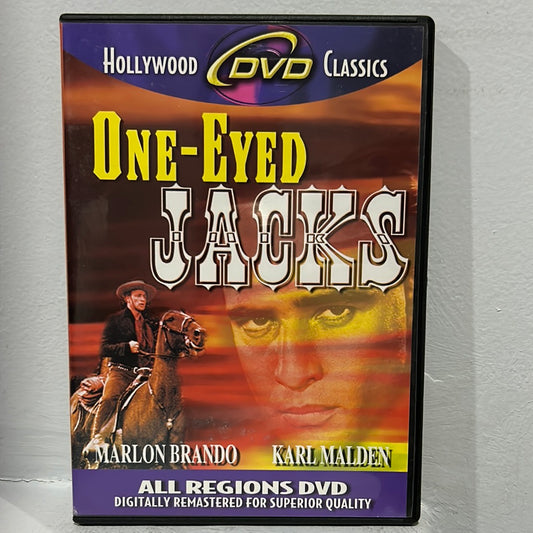 HOLLYWOOD DVD CLASSICS
ONE-EYED
JACKS
MARLON BRANDO KARL MALDEN
ALL REGIONS DVD
DIGITALLY REMASTERED FOR SUPERIOR QUALITY